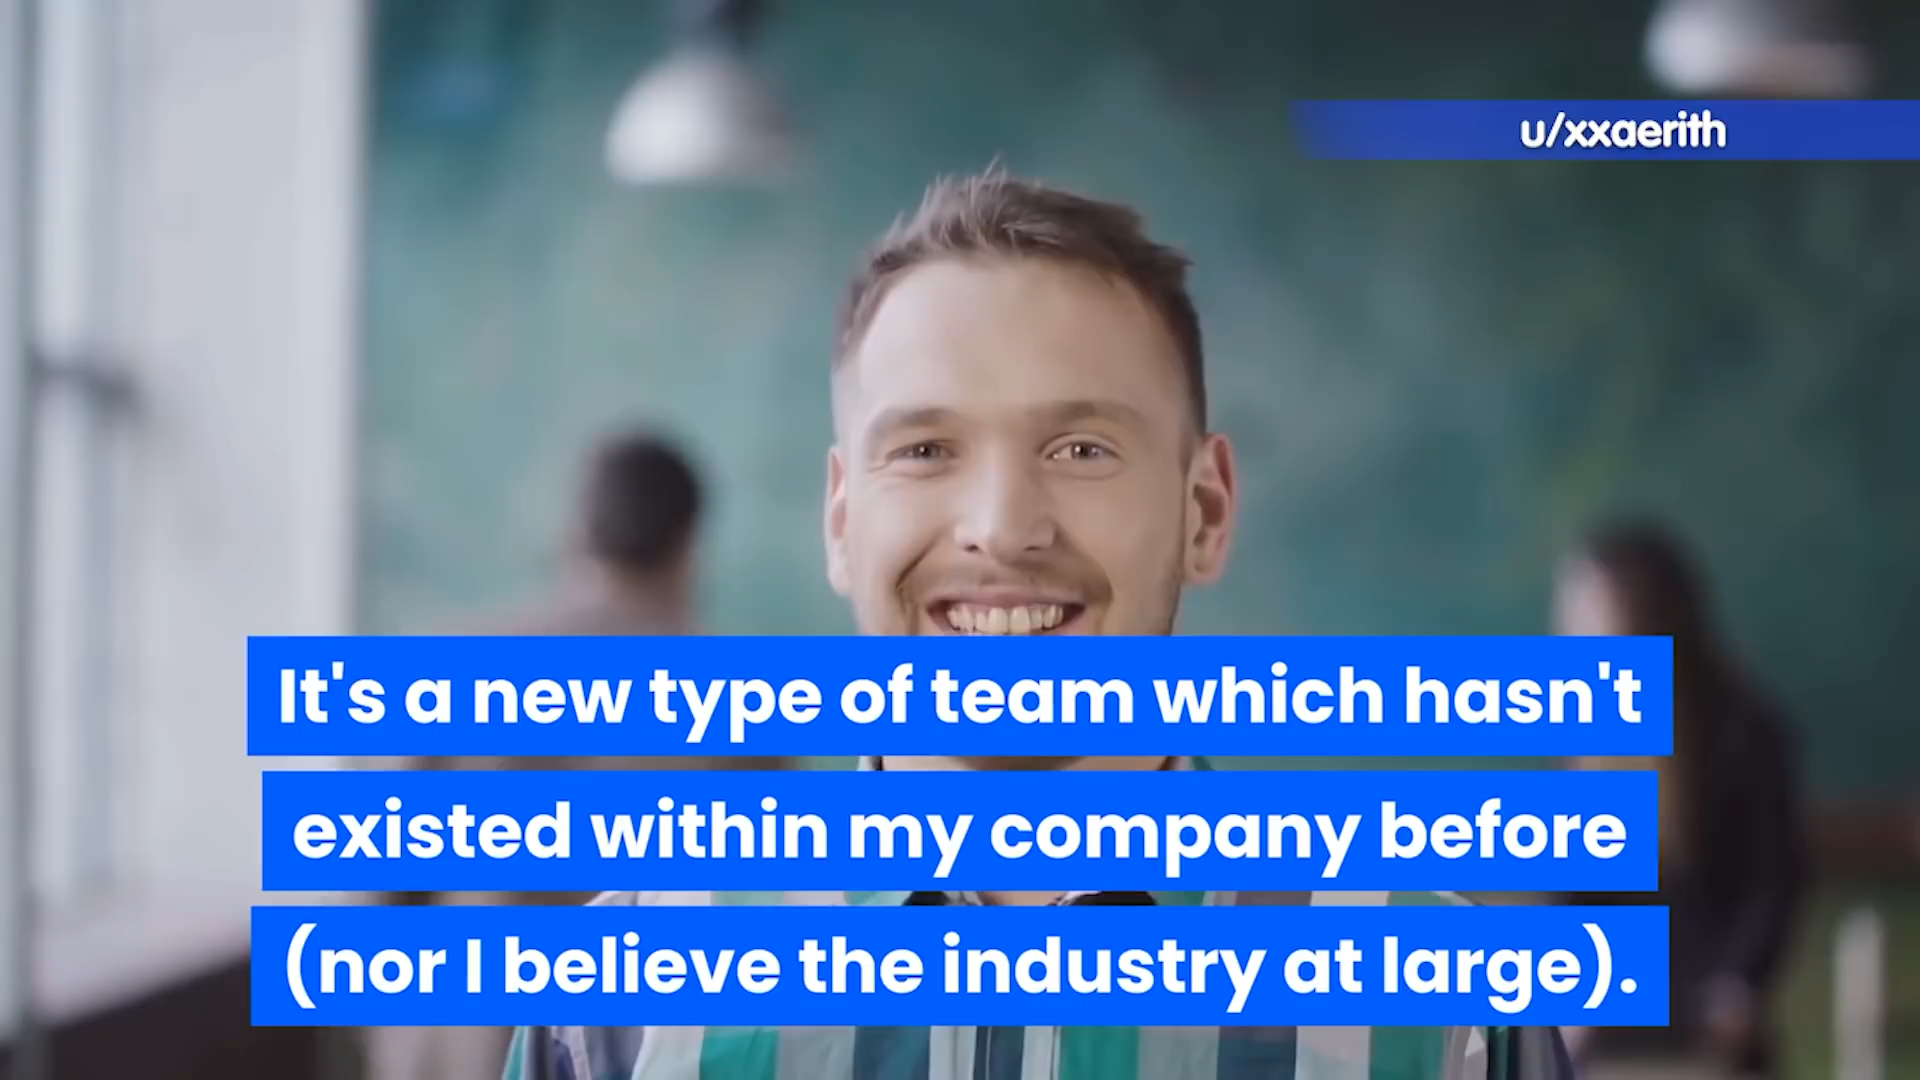 u/xxaerith
It's a new type of team which hasn't
existed within my company before
(nor I believe the industry at large).